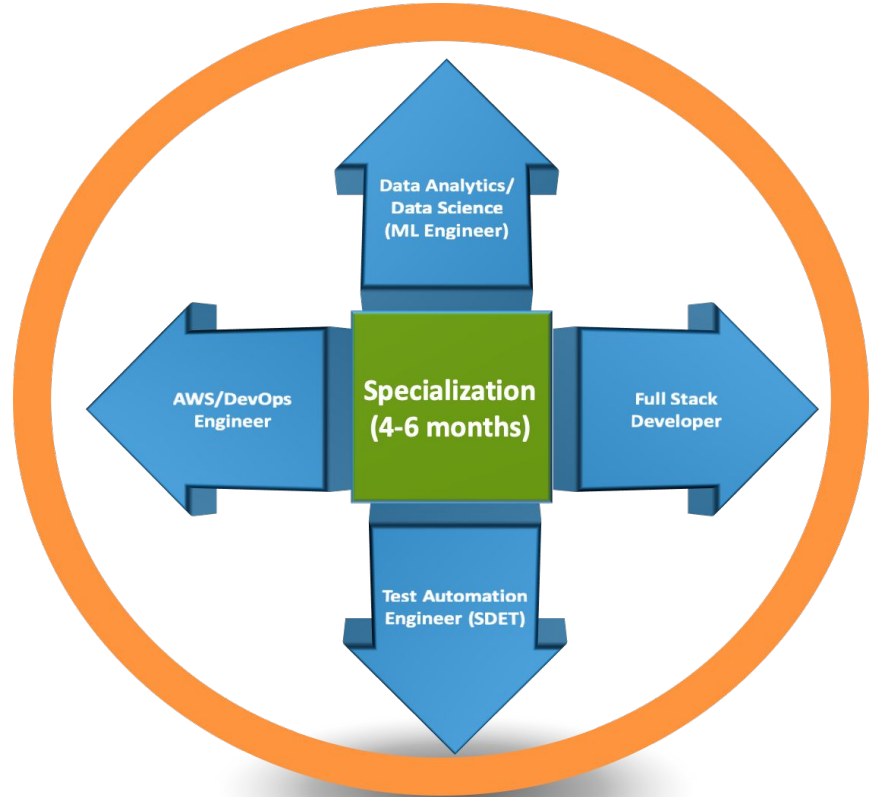 Data Analytics/
Data Science
(ML Engineer)
AWS/DevOps
Engineer
Specialization
(4-6 months)
Full Stack
Developer
Test Automation
Engineer (SDET)